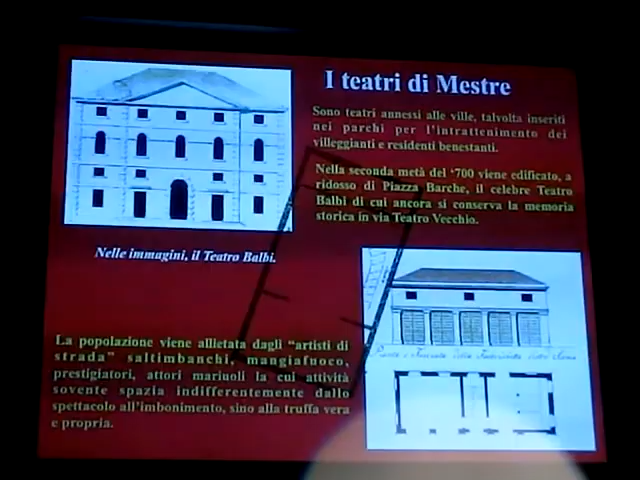 I teatri di Mestre
Sono teatri annessi alle ville, talvolta inseriti
nei parchi per l'intrattenimento dei
villeggianti e residenti benestanti.
Nella seconda metà del '700 viene edificato, a
ridosso di Piazza Barche, il celebre Teatro
Balbi di cui ancora si conserva la memoria
storica in via Teatro Vecchio.
Nelle immagini, il Teatro Balbi.
La popolazione viene allietata dagli "artisti di
strada" saltimbanchi, mangiafuoco,
prestigiatori, attori mariuoli la cui attività
sovente spazia indifferentemente dallo
spettacolo all'imbonimento, sino alla truffa vera
e propria.